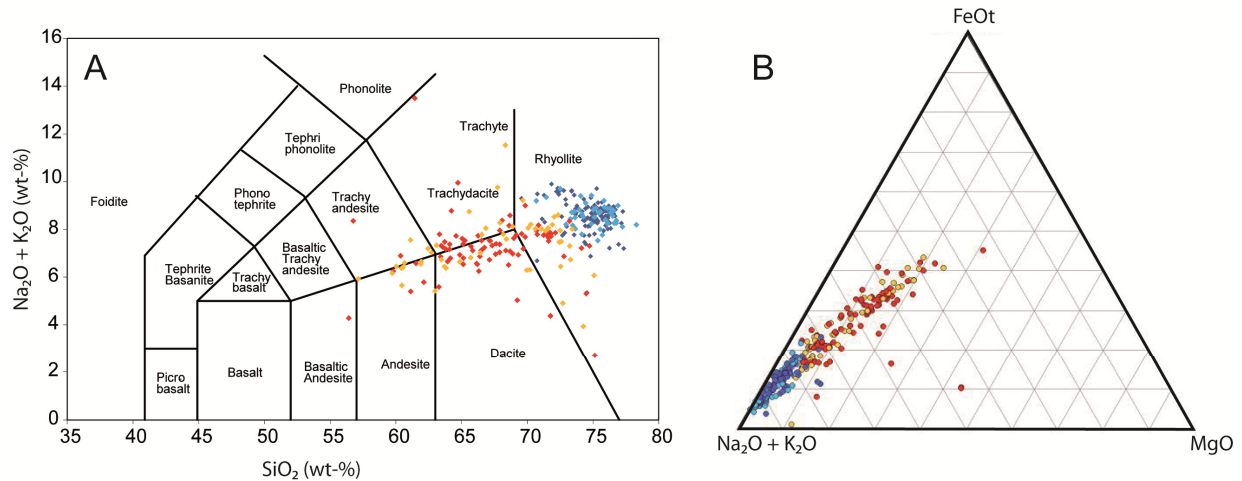 A
16
14
12
10
8
6
4
2
0
Na₂O + K₂O (wt-%)
35
40
45
50
55
60
65
70
75
80
SiO₂ (wt-%)
Foidite
Phonolite
Tephri
phonolite
Trachyte
Rhyollite
Phono
tephrite
Trachy
andesite
Trachydacite
Tephrite
Basanite
Trachy
basalt
Basaltic
Trachy
andesite
Picro
basalt
Basalt
Basaltic
Andesite
Andesite
Dacite
B
FeOt
Na₂O + K₂O
MgO